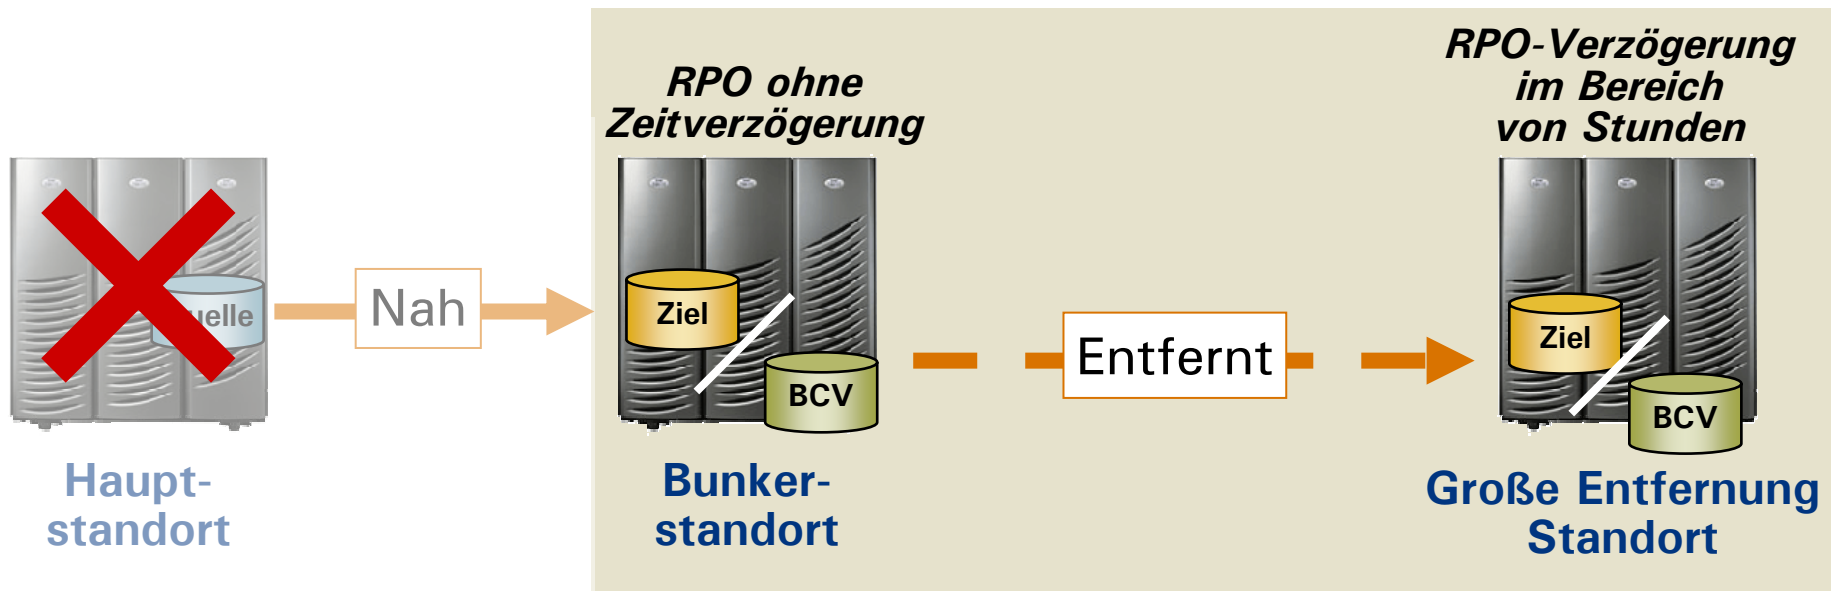 RPO ohne
Zeitverzögerung
RPO-Verzögerung
im Bereich
von Stunden
Nah
Ziel
BCV
Entfernt
Ziel
BCV
Haupt-
standort
Bunker-
standort
Große Entfernung
Standort